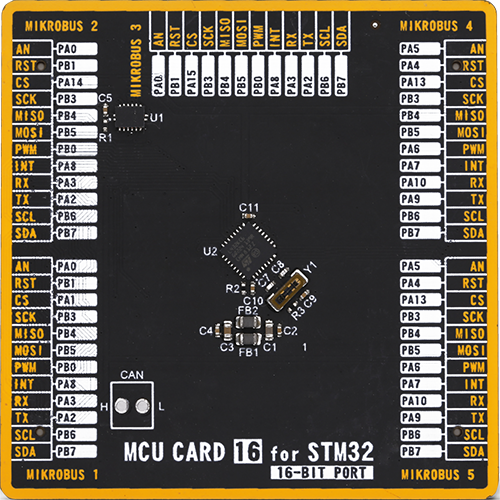 MIKROBUS 2
AN PA0
RST PB1
CS PA14
SCK PB3
MISO PB4
MOSI PB5
PWM PB0
INT PA8
RX PA3
TX PA2
SCL PB6
SDA PB7
MIKROBUS 3
AN PA0
RST PB1
CS PA15
SCK PB3
MISO PB4
MOSI PB5
PWM PB0
INT PA8
RX PA3
TX PA2
SCL PB6
SDA PB7
MIKROBUS 4
PA5 AN
PA4 RST
PA13 CS
PB3 SCK
PB4 MISO
PB5 MOSI
PA6 PWM
PA7 INT
PA10 RX
PA9 TX
PB6 SCL
PB7 SDA
C5
U1
R1
C11
U2
C8
Y1
C7
R2
C10
C9
R3
FB2
C4
C2
C3
C1
FB1
1
AN PA0
RST PB1
CS PA1
SCK PB3
MISO PB4
MOSI PB5
PWM PB0
INT PA8
RX PA3
TX PA2
SCL PB6
SDA PB7
MIKROBUS 1
CAN
H L
PA5 AN
PA4 RST
PA13 CS
PB3 SCK
PB4 MISO
PB5 MOSI
PA6 PWM
PA7 INT
PA10 RX
PA9 TX
PB6 SCL
PB7 SDA
MIKROBUS 5
MCU CARD 16 for STM32
16-BIT PORT